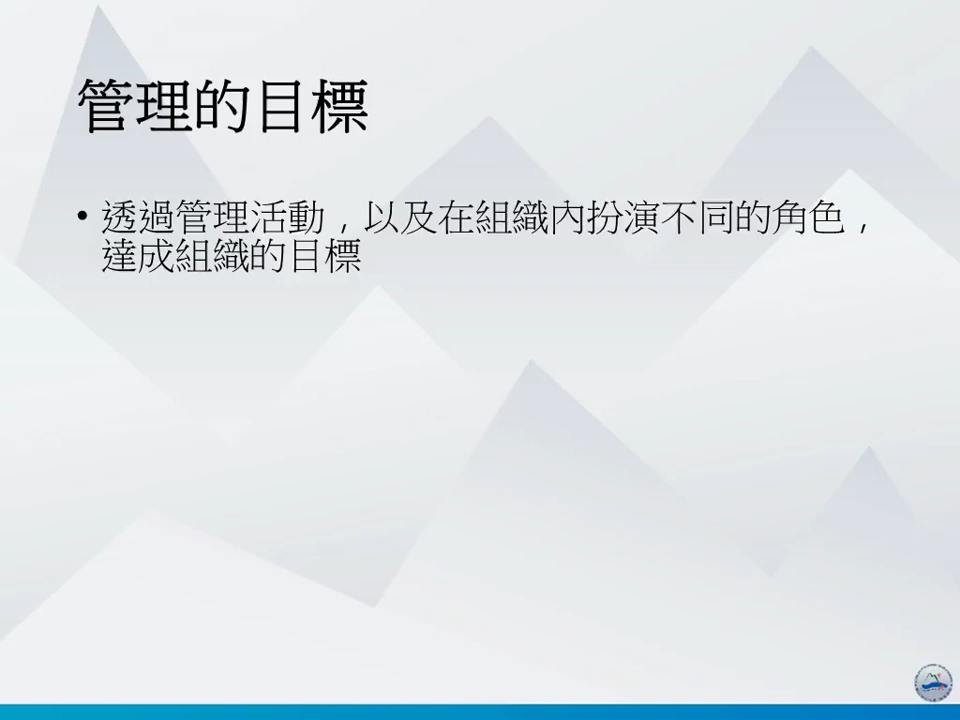 管理的目標
• 透過管理活動，以及在組織內扮演不同的角色，
達成組織的目標